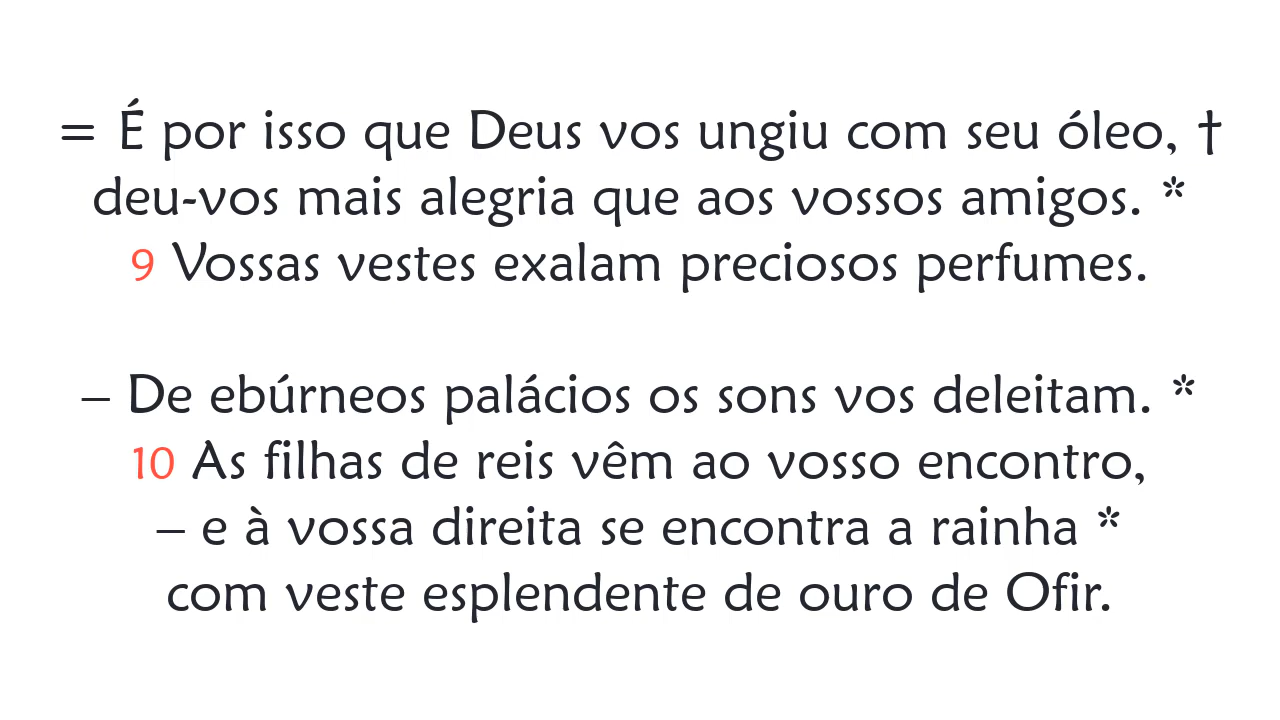 = É por isso que Deus vos ungiu com seu óleo, †
deu-vos mais alegria que aos vossos amigos. *
9 Vossas vestes exalam preciosos perfumes.
– De ebúrneos palácios os sons vos deleitam. *
10 As filhas de reis vêm ao vosso encontro,
– e à vossa direita se encontra a rainha *
com veste esplendente de ouro de Ofir.